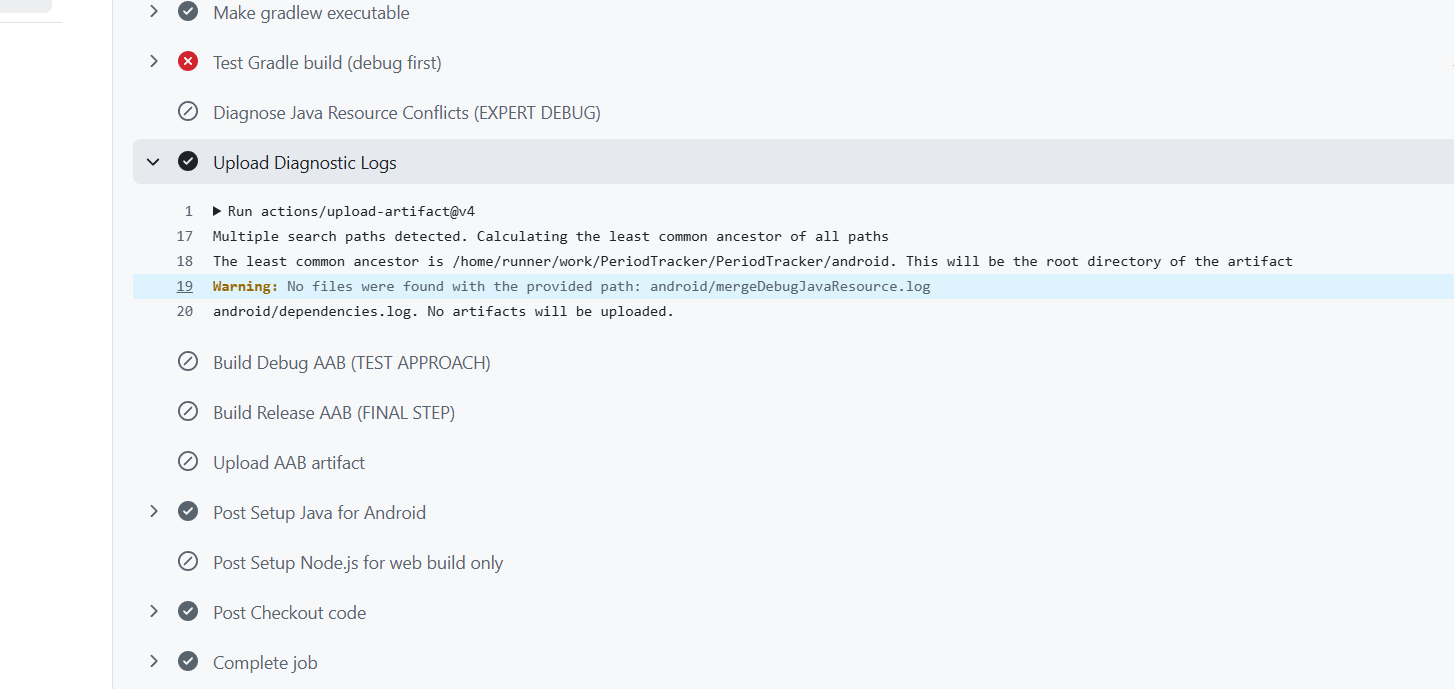 Make gradlew executable
Test Gradle build (debug first)
Diagnose Java Resource Conflicts (EXPERT DEBUG)
Upload Diagnostic Logs
1 Run actions/upload-artifact@v4
17 Multiple search paths detected. Calculating the least common ancestor of all paths
18 The least common ancestor is /home/runner/work/PeriodTracker/PeriodTracker/android. This will be the root directory of the artifact
19 Warning: No files were found with the provided path: android/mergeDebugJavaResource.log
20 android/dependencies.log. No artifacts will be uploaded.
Build Debug AAB (TEST APPROACH)
Build Release AAB (FINAL STEP)
Upload AAB artifact
Post Setup Java for Android
Post Setup Node.js for web build only
Post Checkout code
Complete job